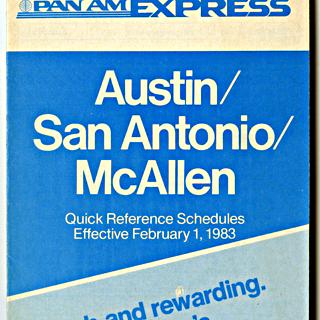 PAN AM EXPRESS
Austin/
San Antonio/
McAllen
Quick Reference Schedules
Effective February 1, 1983
and rewarding.